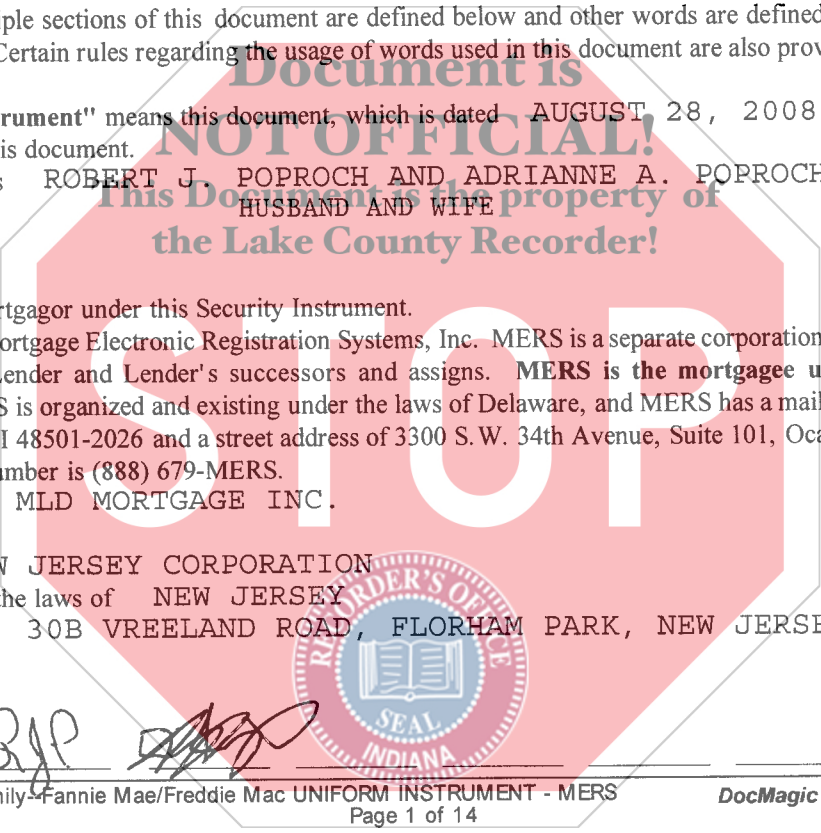 iple sections of this document are defined below and other words are defined
Certain rules regarding the usage of words used in this document are also prov
Document is
rument" means this document, which is dated AUGUST 28, 2008
NOT OFFICIAL!
is document.
s ROBERT J. POPROCH AND ADRIANNE A. POPROCH
This Document is the property of
HUSBAND AND WIFE
the Lake County Recorder!
rtgagor under this Security Instrument.
ortgage Electronic Registration Systems, Inc. MERS is a separate corporation
Lender and Lender's successors and assigns. MERS is the mortgagee u
S is organized and existing under the laws of Delaware, and MERS has a mail
I 48501-2026 and a street address of 3300 S.W. 34th Avenue, Suite 101, Oca
umber is (888) 679-MERS.
STOP
MLD MORTGAGE INC.
W JERSEY CORPORATION
the laws of NEW JERSEY
30B VREELAND ROAD, FLORHAM PARK, NEW JERSE
RECORDER'S OFFICE
SEAL
INDIANA
RJP
mily--Fannie Mae/Freddie Mac UNIFORM INSTRUMENT - MERS
DocMagic
Page 1 of 14